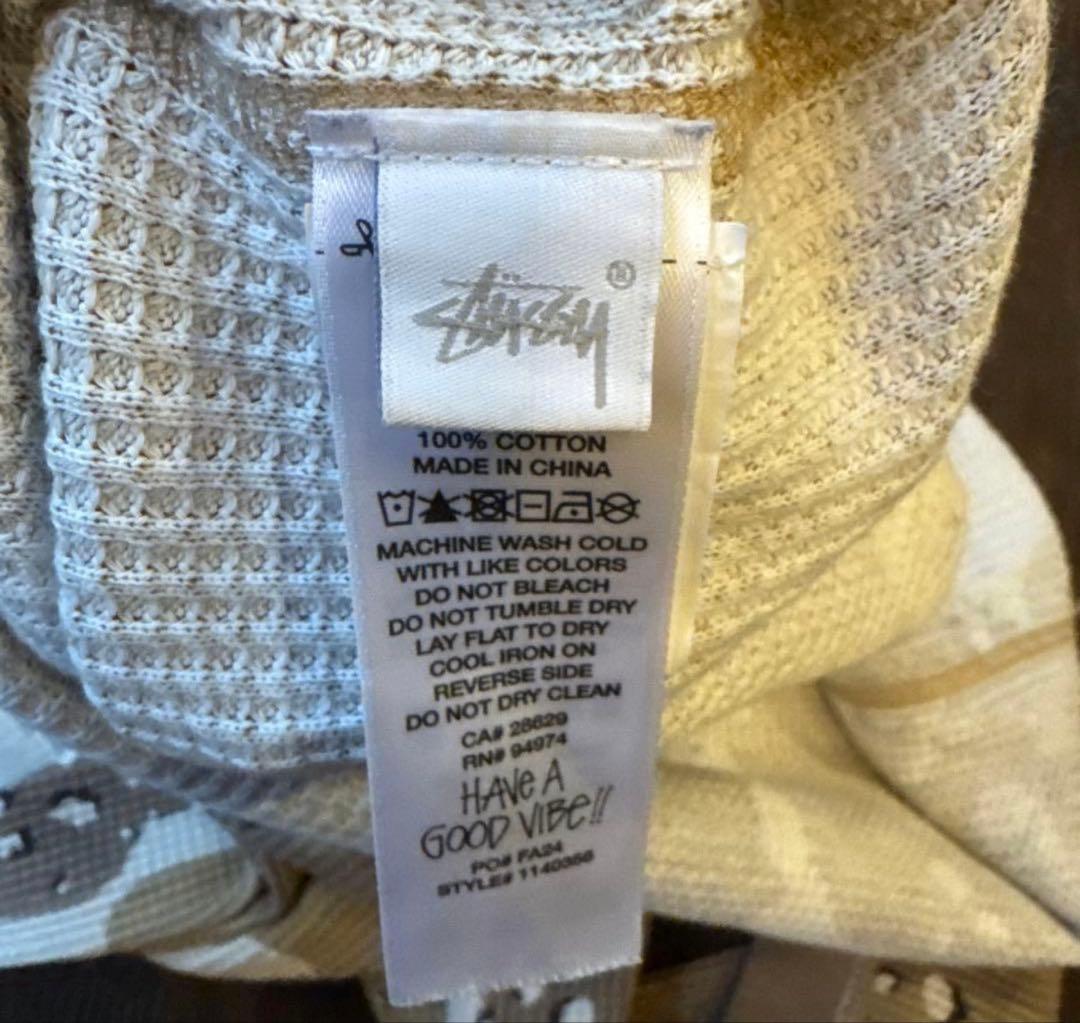 STÜSSY®
100% COTTON
MADE IN CHINA
MACHINE WASH COLD
WITH LIKE COLORS
DO NOT BLEACH
DO NOT TUMBLE DRY
LAY FLAT TO DRY
COOL IRON ON
REVERSE SIDE
DO NOT DRY CLEAN
CA# 28629
RN# 94974
HAVE A
GOOD VIBE!!
PO# FA24
STYLE# 1140356